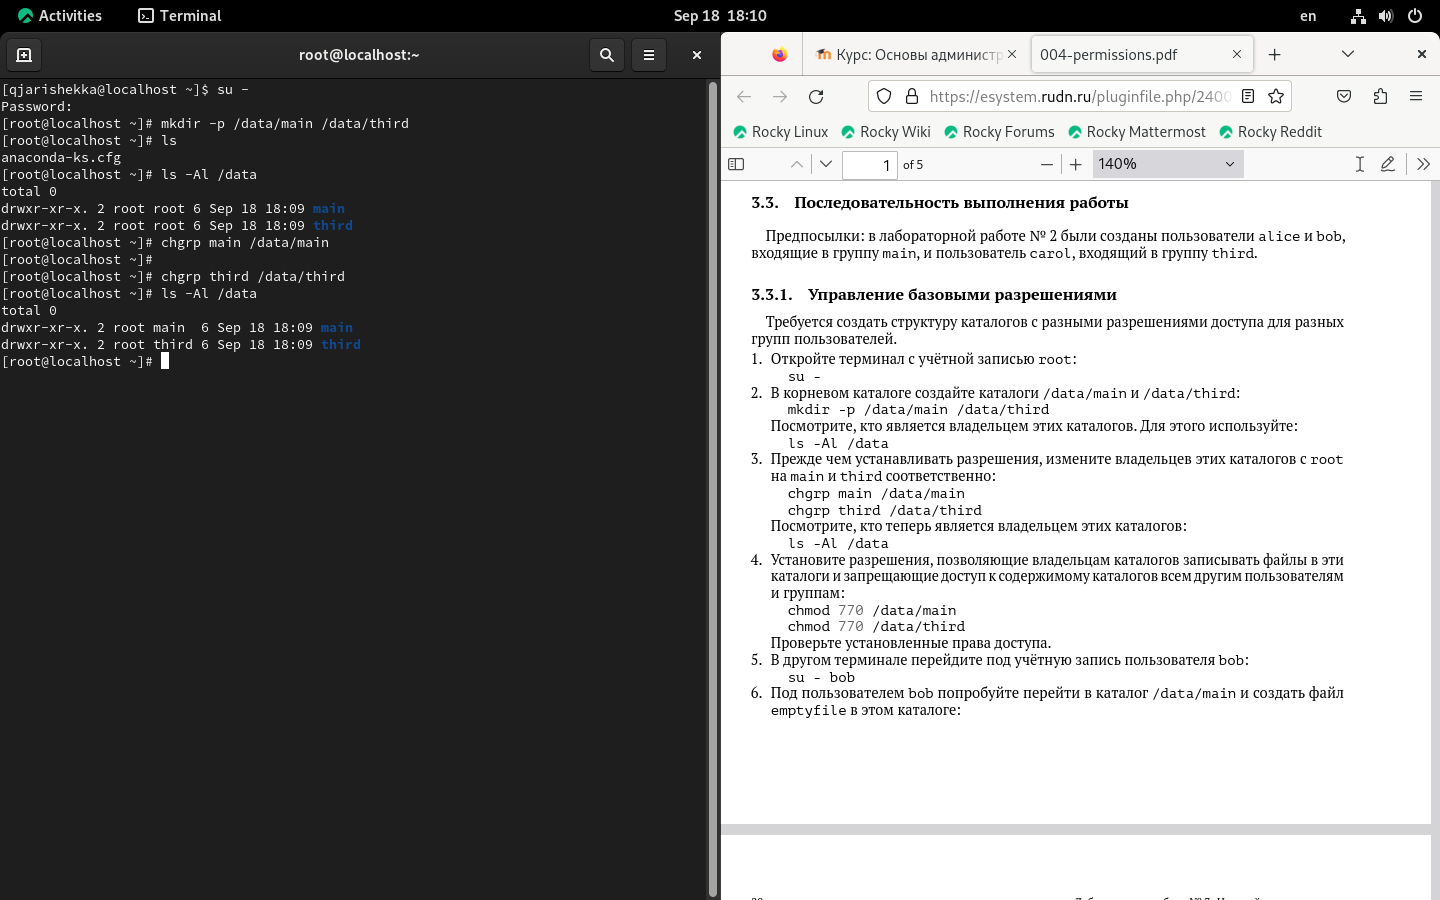 Activities Terminal Sep 18 18:10 en
root@localhost:~
[qjarishekka@localhost ~]$ su -
Password:
[root@localhost ~]# mkdir -p /data/main /data/third
[root@localhost ~]# ls
anaconda-ks.cfg
[root@localhost ~]# ls -Al /data
total 0
drwxr-xr-x. 2 root root 6 Sep 18 18:09 main
drwxr-xr-x. 2 root root 6 Sep 18 18:09 third
[root@localhost ~]# chgrp main /data/main
[root@localhost ~]#
[root@localhost ~]# chgrp third /data/third
[root@localhost ~]# ls -Al /data
total 0
drwxr-xr-x. 2 root main  6 Sep 18 18:09 main
drwxr-xr-x. 2 root third 6 Sep 18 18:09 third
[root@localhost ~]#
Курс: Основы администр 004-permissions.pdf
https://esystem.rudn.ru/pluginfile.php/2400
Rocky Linux Rocky Wiki Rocky Forums Rocky Mattermost Rocky Reddit
1 of 5 140%
3.3. Последовательность выполнения работы
Предпосылки: в лабораторной работе № 2 были созданы пользователи alice и bob,
входящие в группу main, и пользователь carol, входящий в группу third.
3.3.1. Управление базовыми разрешениями
Требуется создать структуру каталогов с разными разрешениями доступа для разных
групп пользователей.
1. Откройте терминал с учётной записью root:
su -
2. В корневом каталоге создайте каталоги /data/main и /data/third:
mkdir -p /data/main /data/third
Посмотрите, кто является владельцем этих каталогов. Для этого используйте:
ls -Al /data
3. Прежде чем устанавливать разрешения, измените владельцев этих каталогов с root
на main и third соответственно:
chgrp main /data/main
chgrp third /data/third
Посмотрите, кто теперь является владельцем этих каталогов:
ls -Al /data
4. Установите разрешения, позволяющие владельцам каталогов записывать файлы в эти
каталоги и запрещающие доступ к содержимому каталогов всем другим пользователям
и группам:
chmod 770 /data/main
chmod 770 /data/third
Проверьте установленные права доступа.
5. В другом терминале перейдите под учётную запись пользователя bob:
su - bob
6. Под пользователем bob попробуйте перейти в каталог /data/main и создать файл
emptyfile в этом каталоге: